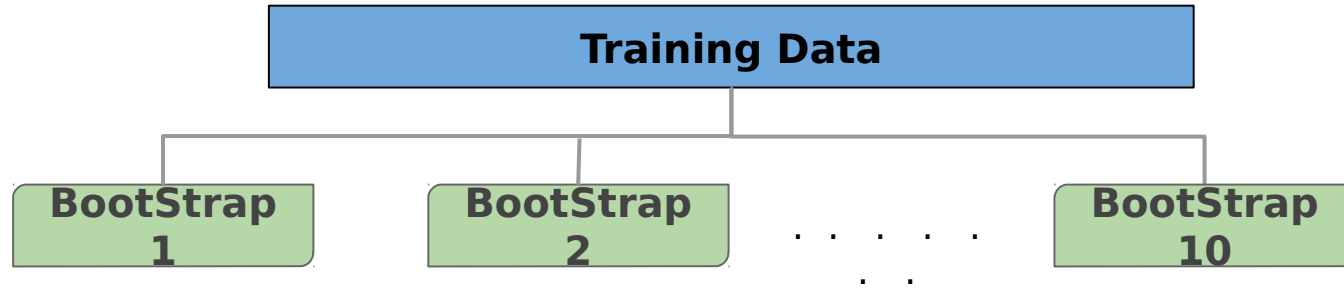 Training Data
BootStrap
1
BootStrap
2
. . . . .
. .
BootStrap
10